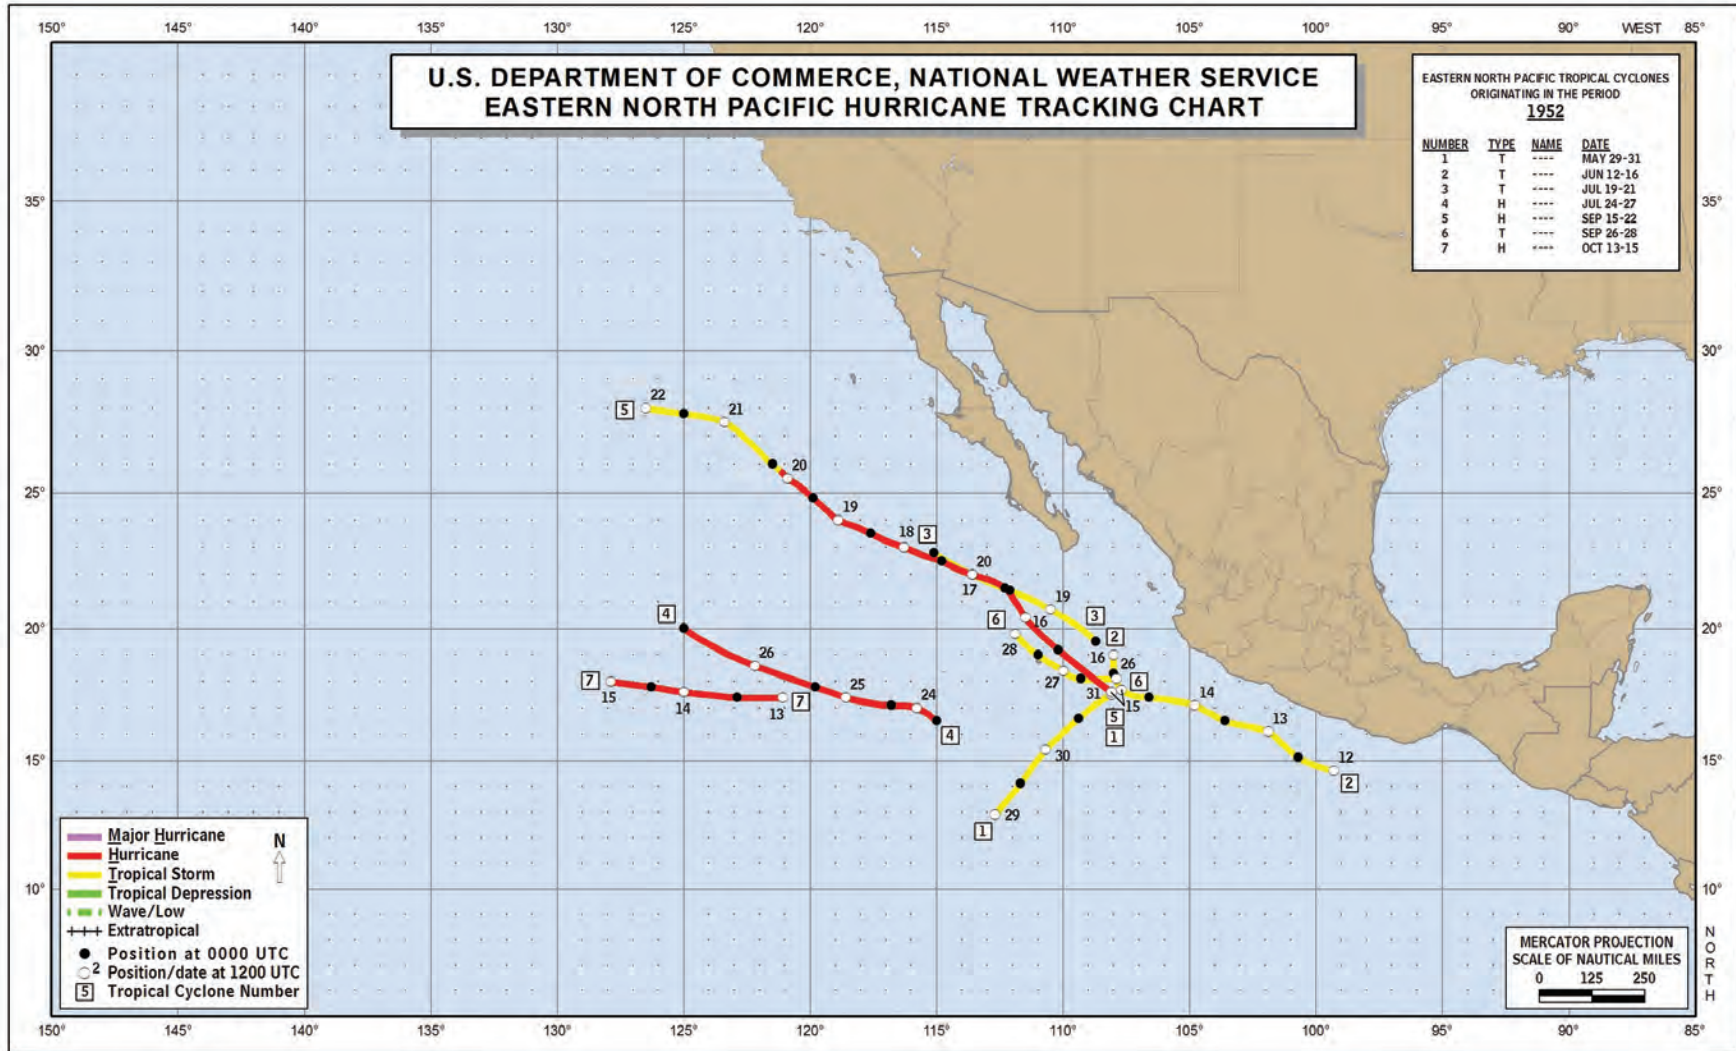 150° 145° 140° 135° 130° 125° 120° 115° 110° 105° 100° 95° 90° WEST 85°
U.S. DEPARTMENT OF COMMERCE, NATIONAL WEATHER SERVICE
EASTERN NORTH PACIFIC HURRICANE TRACKING CHART
EASTERN NORTH PACIFIC TROPICAL CYCLONES
ORIGINATING IN THE PERIOD
1952
NUMBER TYPE NAME DATE
1 T ---- MAY 29-31
2 T ---- JUN 12-16
3 T ---- JUL 19-21
4 H ---- JUL 24-27
5 H ---- SEP 15-22
6 T ---- SEP 26-28
7 H ---- OCT 13-15
35° 35°
30° 30°
5 22 21
20
25° 25°
19
18 3
20
17
19
4 6 16 3
20° 2 20°
28 16 26
26
7 27 31 6
15 14 13 7 25 24 15 14
5
4 1 13
15° 30 12 15°
2
29
1
Major Hurricane
Hurricane
Tropical Storm
Tropical Depression
Wave/Low
Extratropical
Position at 0000 UTC
2 Position/date at 1200 UTC
5 Tropical Cyclone Number
N
10° 10°
NORTH
MERCATOR PROJECTION
SCALE OF NAUTICAL MILES
0 125 250
150° 145° 140° 135° 130° 125° 120° 115° 110° 105° 100° 95° 90° 85°